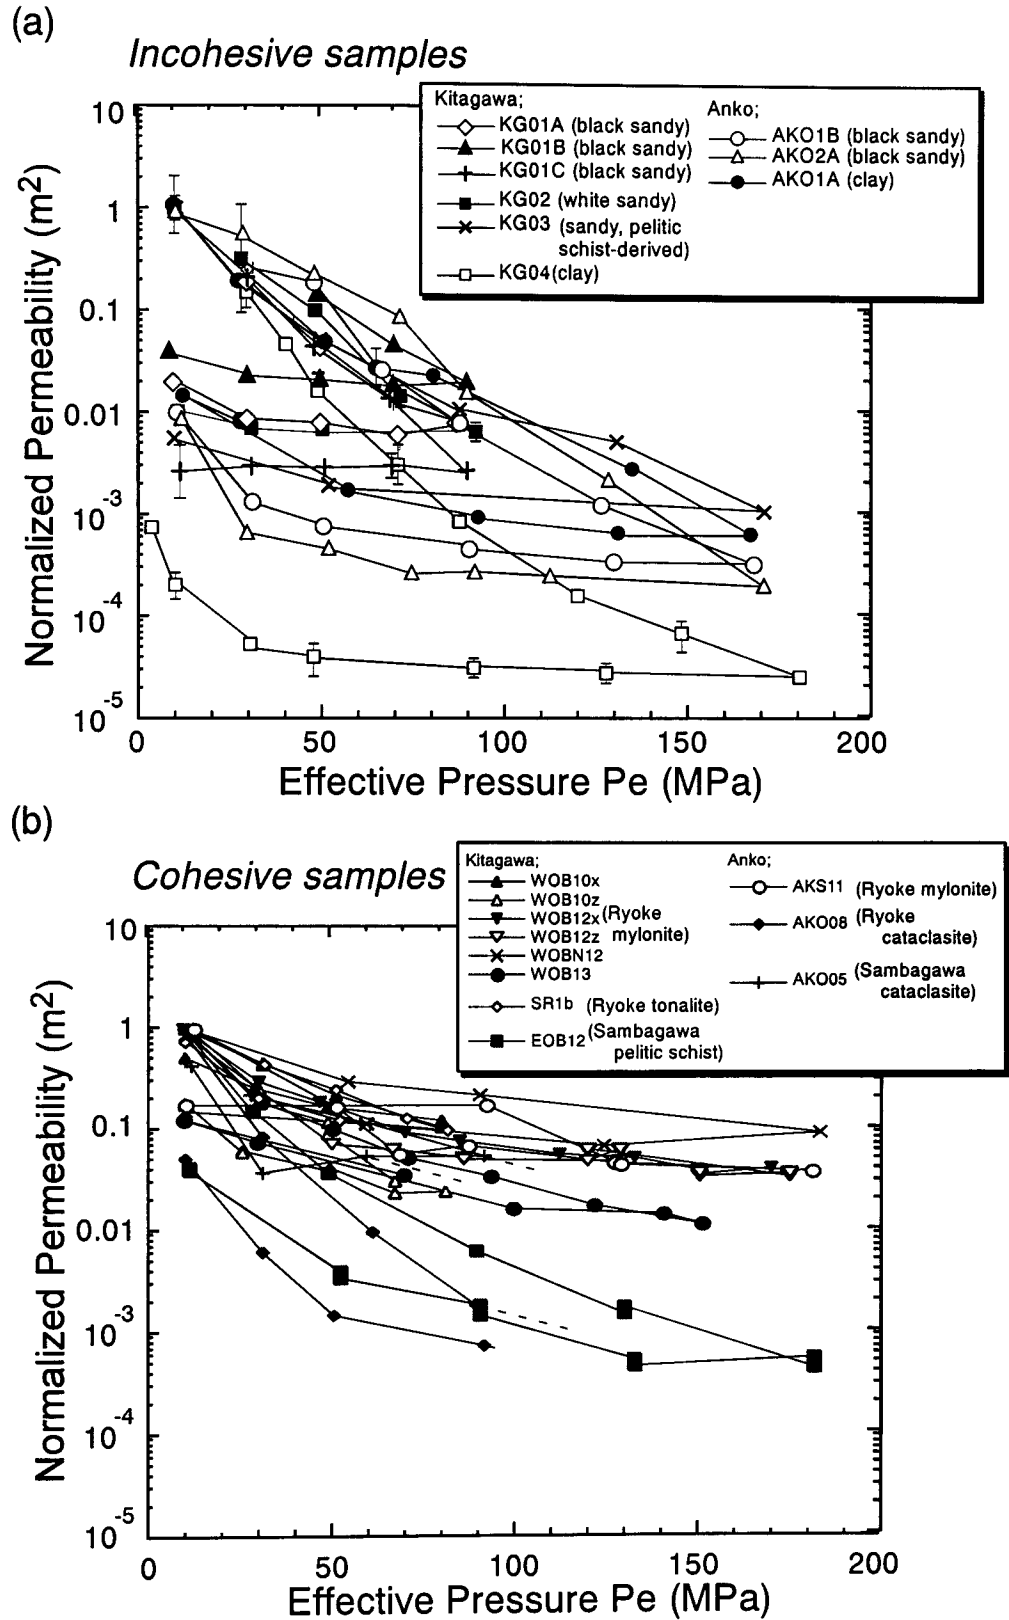 (a)
Incohesive samples
Kitagawa;
KG01A (black sandy)
KG01B (black sandy)
KG01C (black sandy)
KG02 (white sandy)
KG03 (sandy, pelitic
schist-derived)
KG04 (clay)
Anko;
AKO1B (black sandy)
AKO2A (black sandy)
AKO1A (clay)
Normalized Permeability (m²)
10
1
0.1
0.01
10⁻³
10⁻⁴
10⁻⁵
0 50 100 150 200
Effective Pressure Pe (MPa)
(b)
Cohesive samples
Kitagawa;
WOB10x
WOB10z
WOB12x (Ryoke
WOB12z mylonite)
WOBN12
WOB13
SR1b (Ryoke tonalite)
EOB12 (Sambagawa
pelitic schist)
Anko;
AKS11 (Ryoke mylonite)
AKO08 (Ryoke
cataclasite)
AKO05 (Sambagawa
cataclasite)
Normalized Permeability (m²)
10
1
0.1
0.01
10⁻³
10⁻⁴
10⁻⁵
0 50 100 150 200
Effective Pressure Pe (MPa)